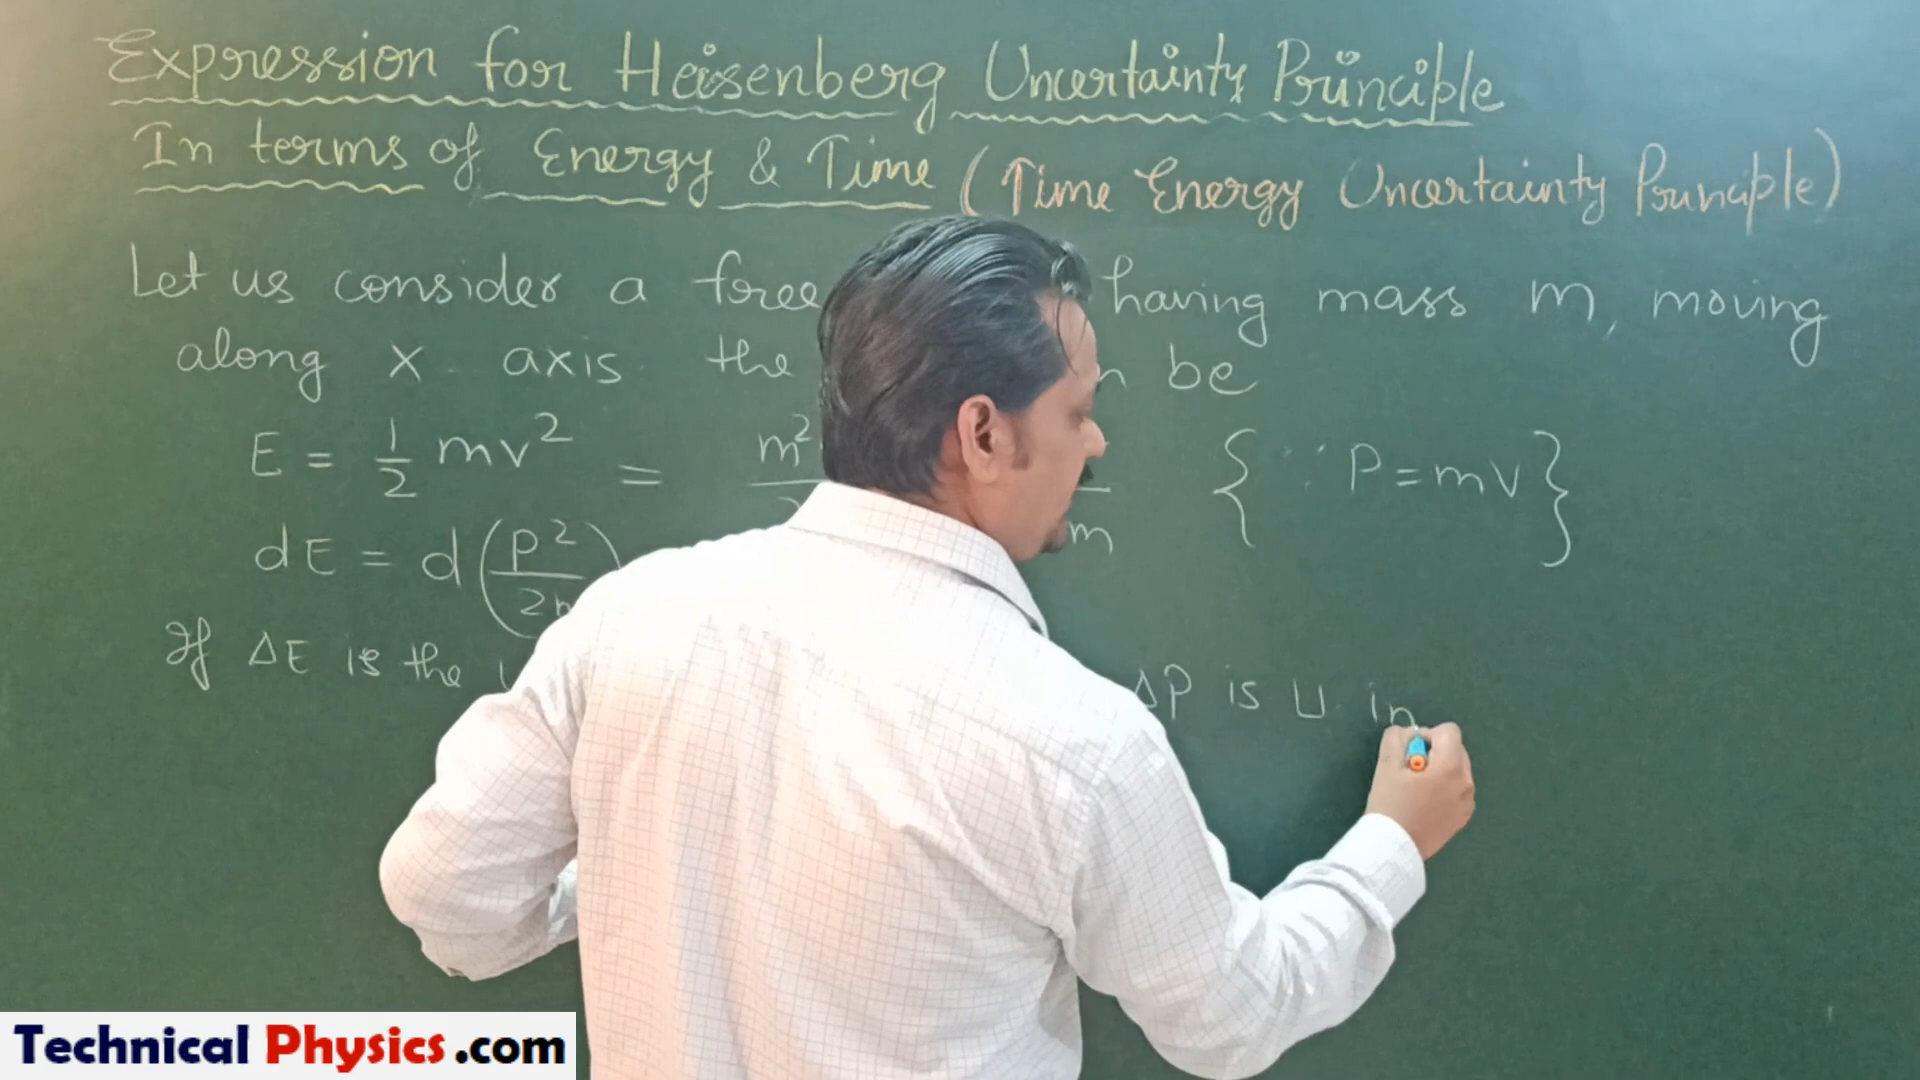 Expression for Heisenberg Uncertainty Principle
In terms of Energy & Time (Time Energy Uncertainty Principle)
Let us consider a free having mass m, moving
along X axis the be
E = 1/2 mv² = m² m {∵ P = mv}
dE = d(P²/2m)
If ΔE is the ΔP is U in
Technical Physics.com